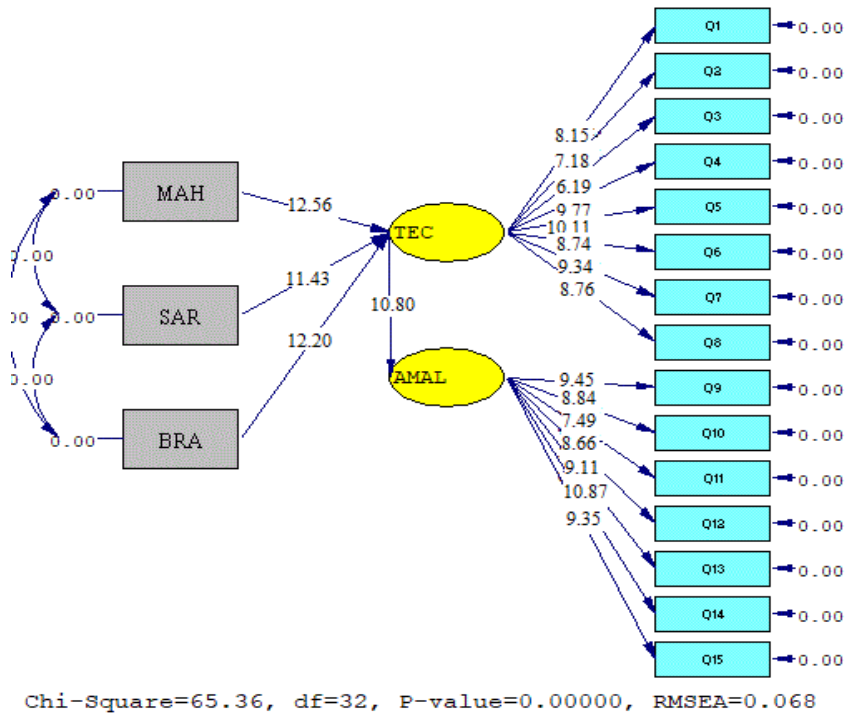 Q1 0.00
Q2 0.00
Q3 0.00
8.15
Q4 0.00
7.18
6.19
0.00 MAH
12.56
9.77
Q5 0.00
10.11
TEC
8.74
Q6 0.00
0.00
9.34
11.43
Q7 0.00
8.76
10.80
00 0.00 SAR
12.20
Q8 0.00
0.00
AMAL
9.45
Q9 0.00
8.84
7.49
Q10 0.00
0.00 BRA
8.66
9.11
Q11 0.00
10.87
9.35
Q12 0.00
Q13 0.00
Q14 0.00
Q15 0.00
Chi-Square=65.36, df=32, P-value=0.00000, RMSEA=0.068